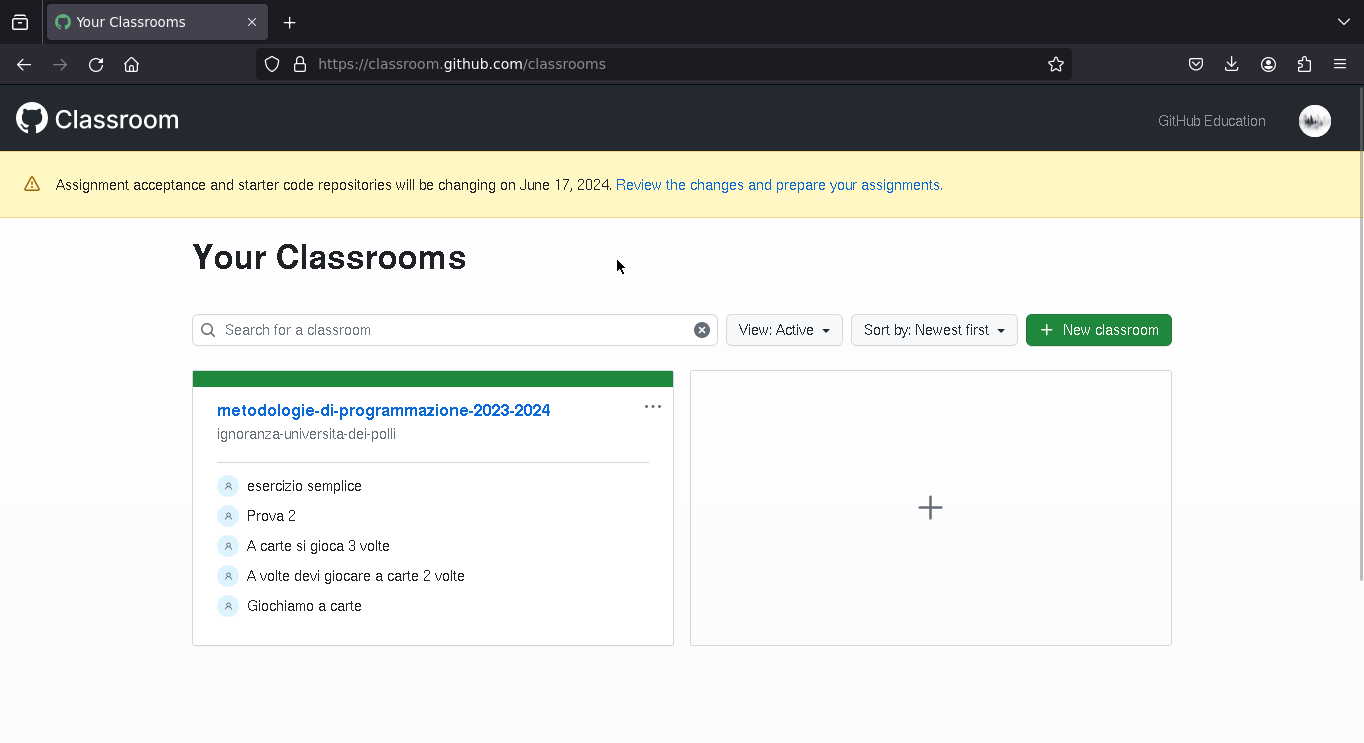 Your Classrooms
https://classroom.github.com/classrooms
Classroom
GitHub Education
Assignment acceptance and starter code repositories will be changing on June 17, 2024. Review the changes and prepare your assignments.
Your Classrooms
Search for a classroom
View: Active
Sort by: Newest first
New classroom
metodologie-di-programmazione-2023-2024
ignoranza-universita-dei-polli
esercizio semplice
Prova 2
A carte si gioca 3 volte
A volte devi giocare a carte 2 volte
Giochiamo a carte